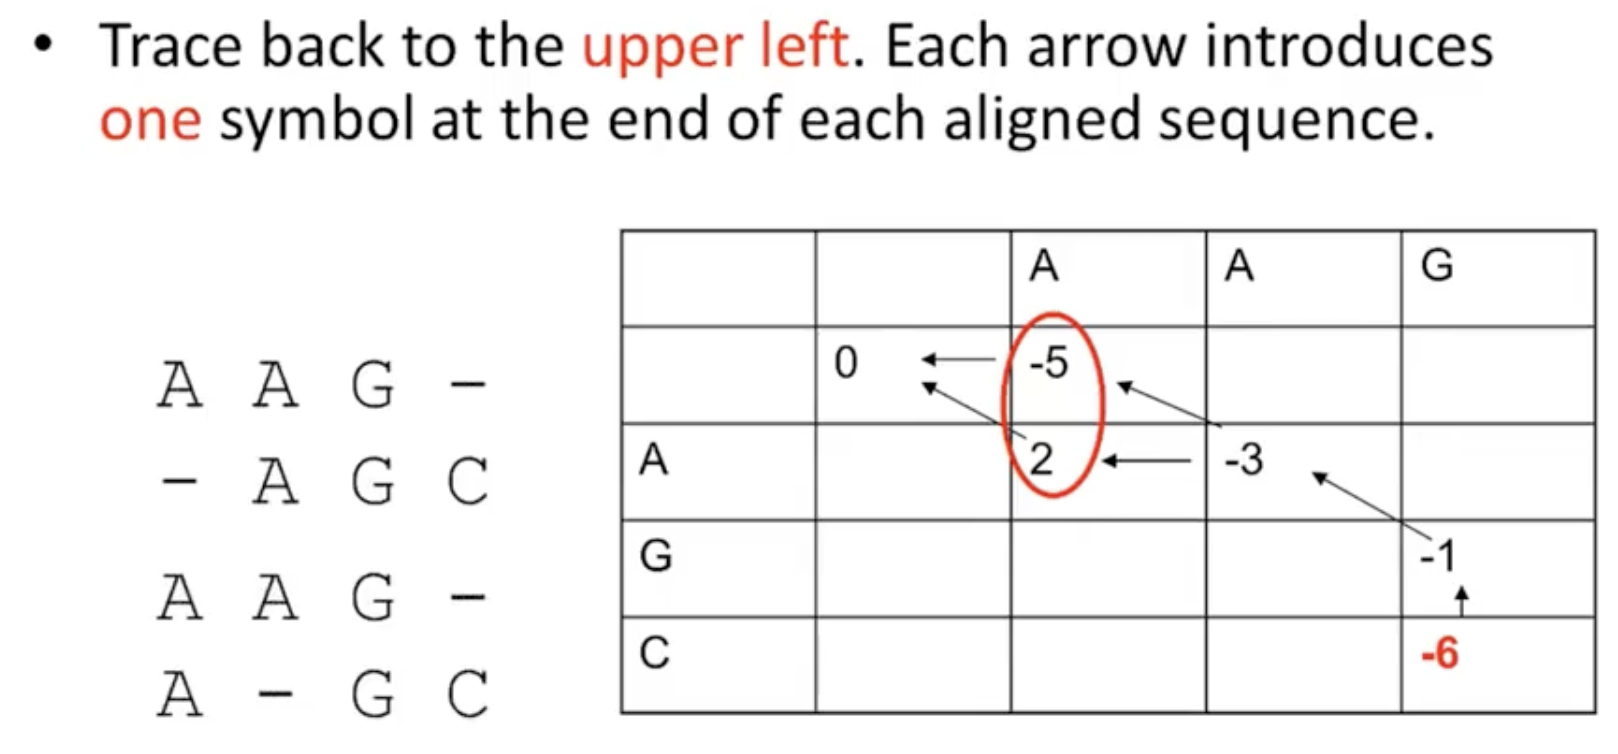 • Trace back to the upper left. Each arrow introduces
one symbol at the end of each aligned sequence.
A A G
0 -5
A A G –
A 2 -3
– A G C
G -1
A A G –
C -6
A – G C